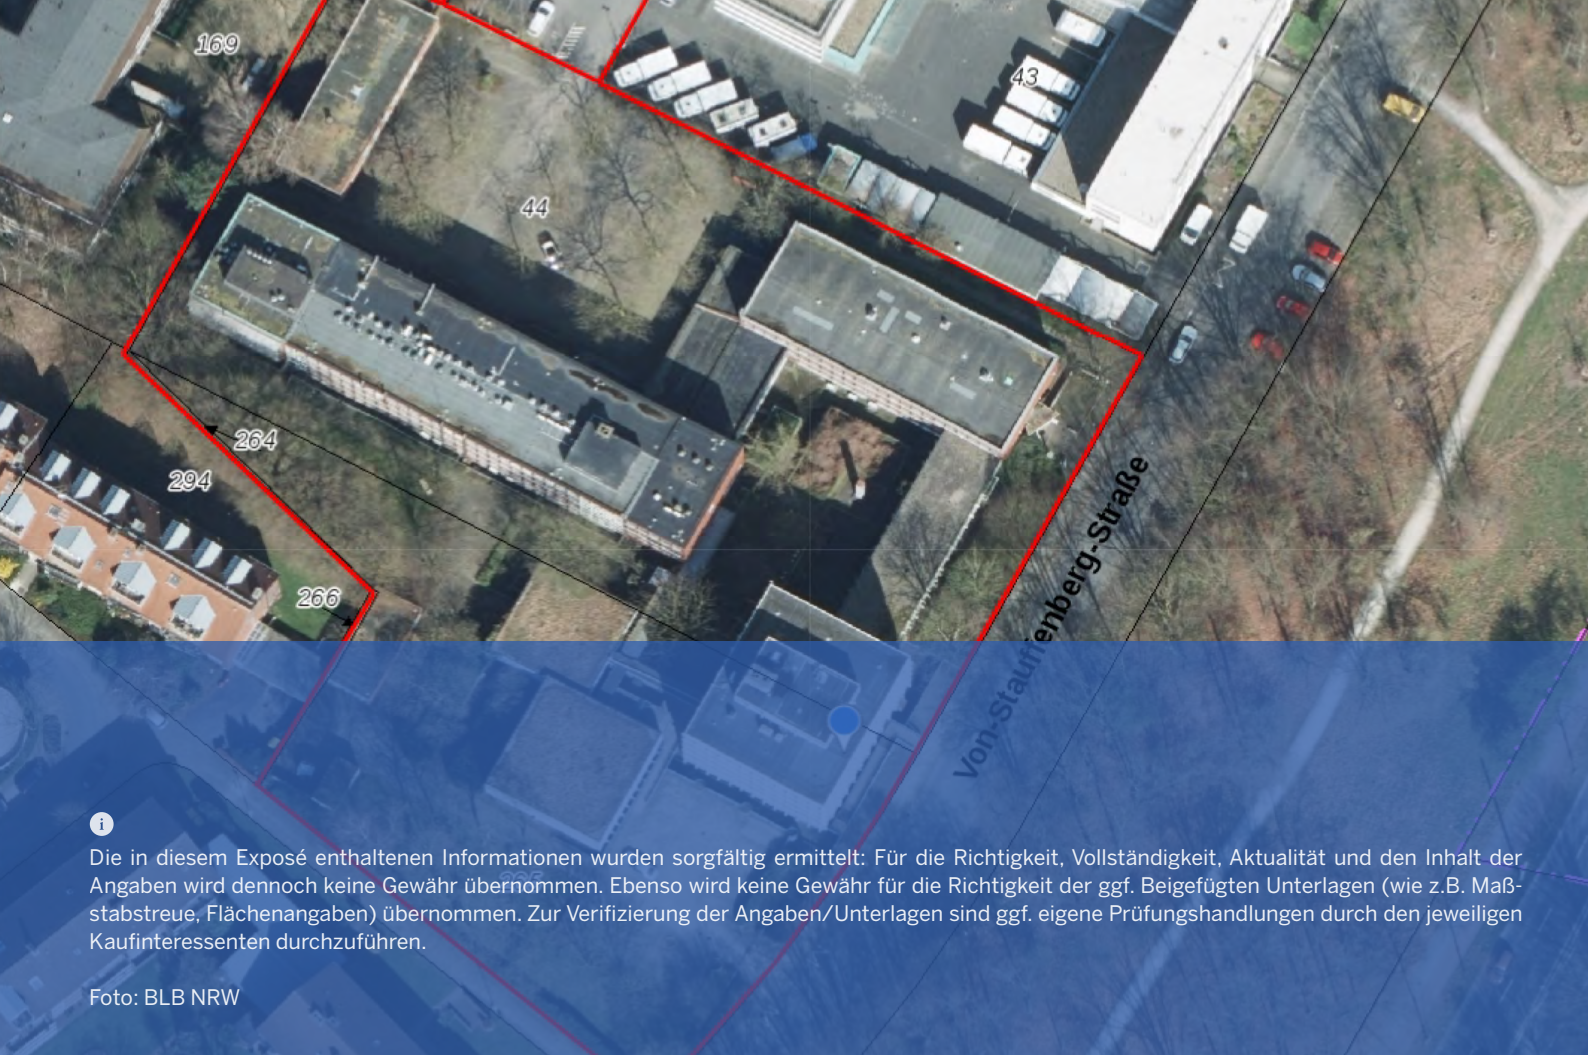 169
43
44
264
294
266
Von-Stauffenberg-Straße
i
Die in diesem Exposé enthaltenen Informationen wurden sorgfältig ermittelt: Für die Richtigkeit, Vollständigkeit, Aktualität und den Inhalt der
Angaben wird dennoch keine Gewähr übernommen. Ebenso wird keine Gewähr für die Richtigkeit der ggf. Beigefügten Unterlagen (wie z.B. Maß-
stabstreue, Flächenangaben) übernommen. Zur Verifizierung der Angaben/Unterlagen sind ggf. eigene Prüfungshandlungen durch den jeweiligen
Kaufinteressenten durchzuführen.
Foto: BLB NRW